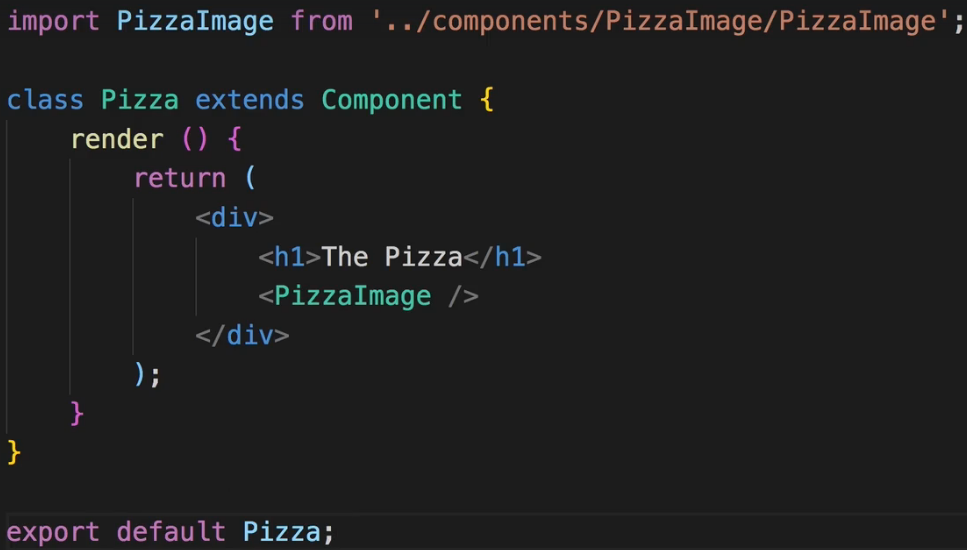 import PizzaImage from '../components/PizzaImage/PizzaImage';
class Pizza extends Component {
render () {
return (
<div>
<h1>The Pizza</h1>
<PizzaImage />
</div>
);
}
}
export default Pizza;